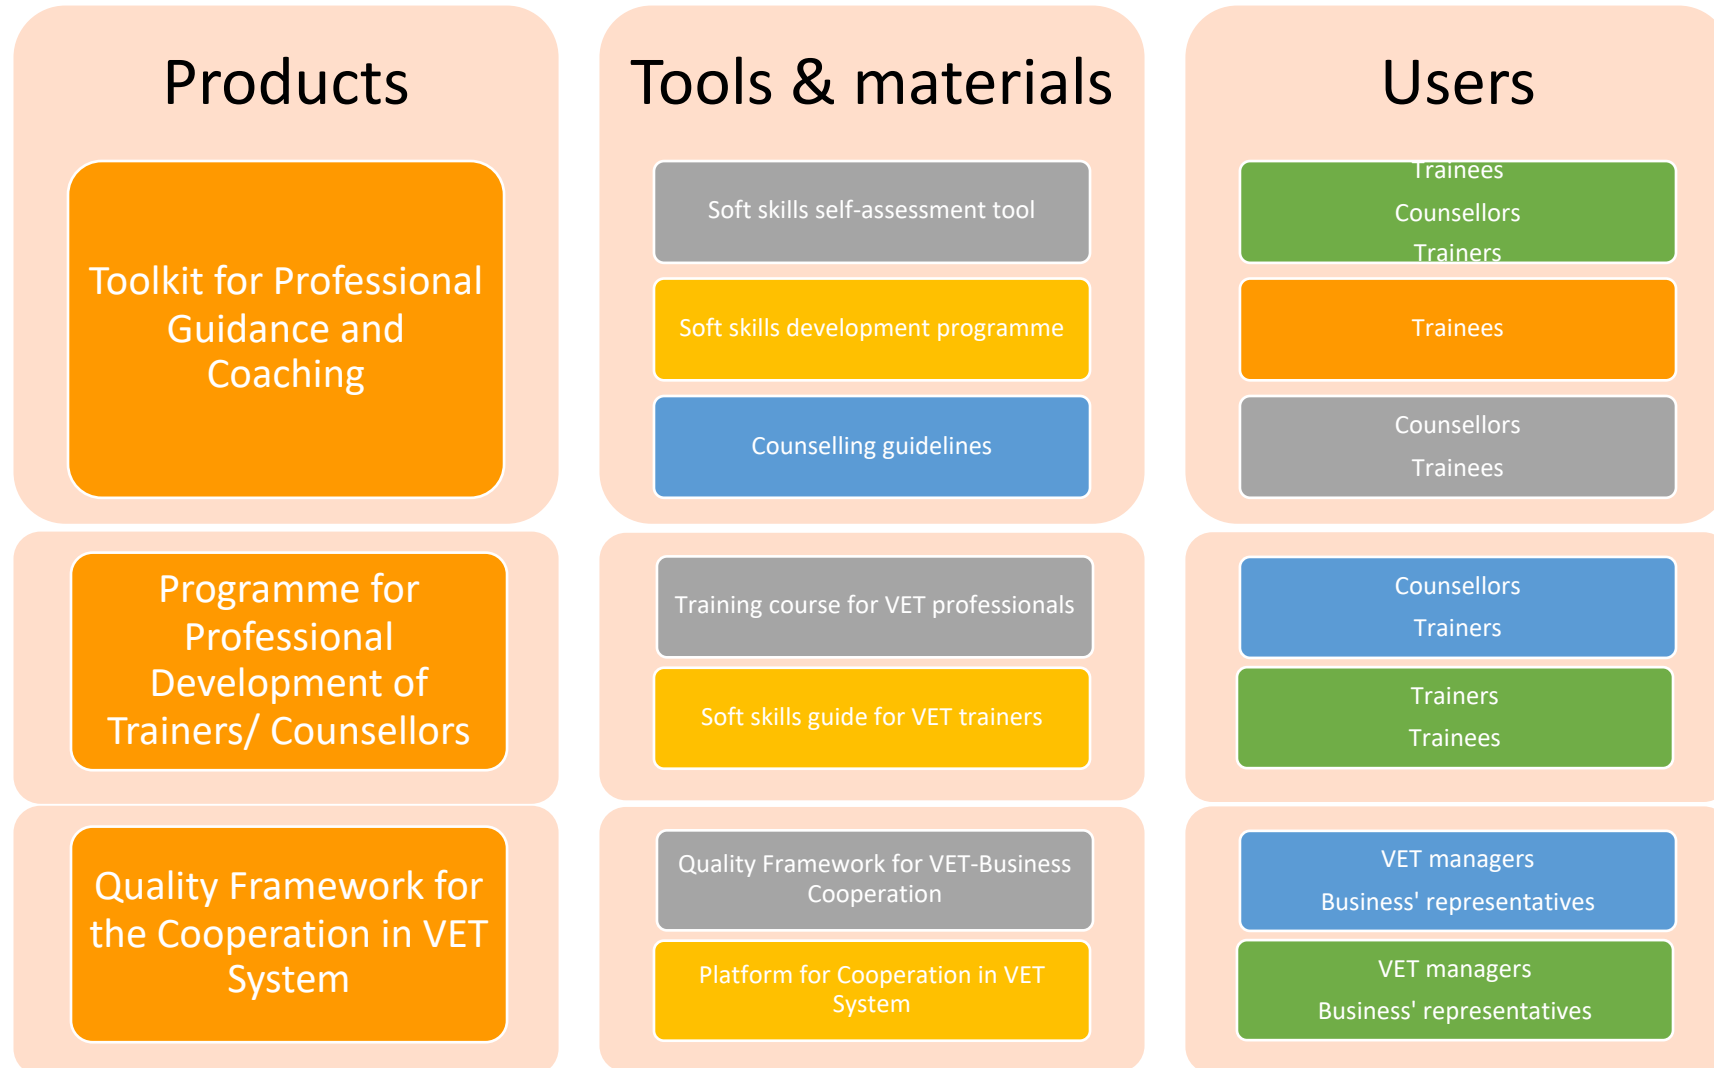 Products
Tools & materials
Users
Toolkit for Professional
Guidance and
Coaching
Soft skills self-assessment tool
Trainees
Counsellors
Trainers
Soft skills development programme
Trainees
Counselling guidelines
Counsellors
Trainees
Programme for
Professional
Development of
Trainers/ Counsellors
Training course for VET professionals
Counsellors
Trainers
Soft skills guide for VET trainers
Trainers
Trainees
Quality Framework for
the Cooperation in VET
System
Quality Framework for VET-Business
Cooperation
VET managers
Business' representatives
Platform for Cooperation in VET
System
VET managers
Business' representatives